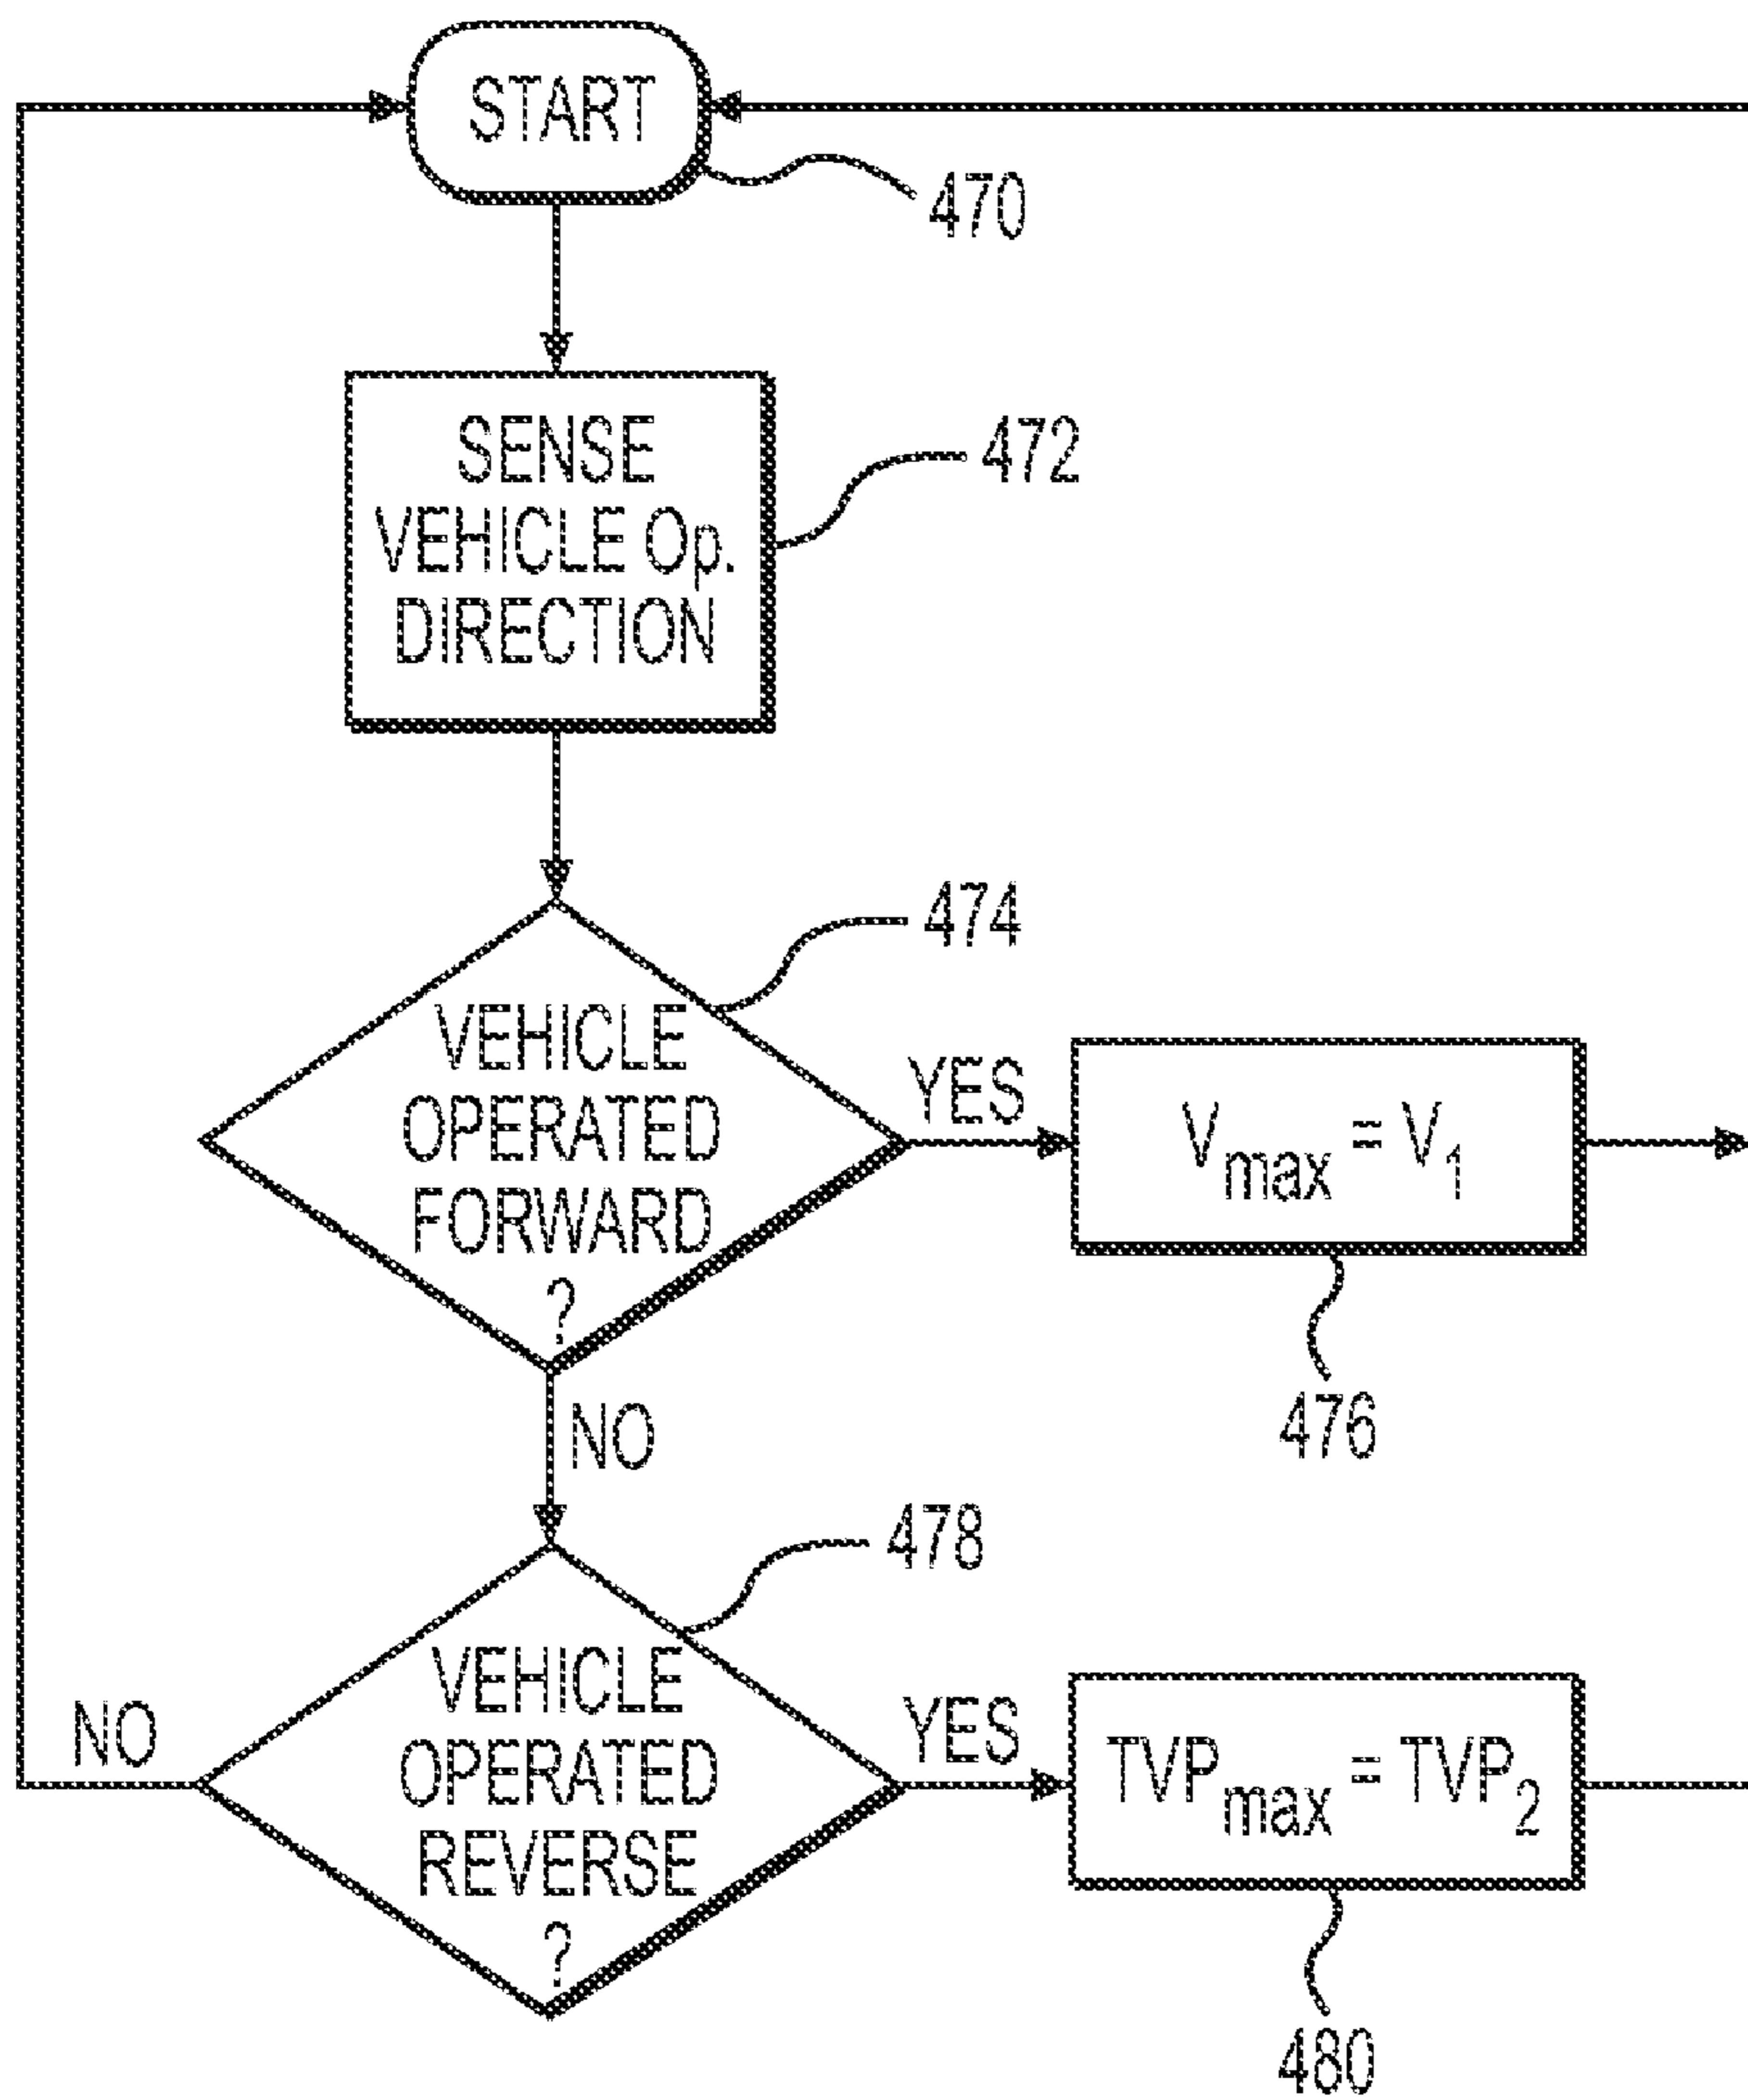 START
470
SENSE
VEHICLE Op.
DIRECTION
472
474
VEHICLE
OPERATED
FORWARD
?
YES
Vmax = V1
476
NO
478
VEHICLE
OPERATED
REVERSE
?
NO
YES
TVPmax = TVP2
480